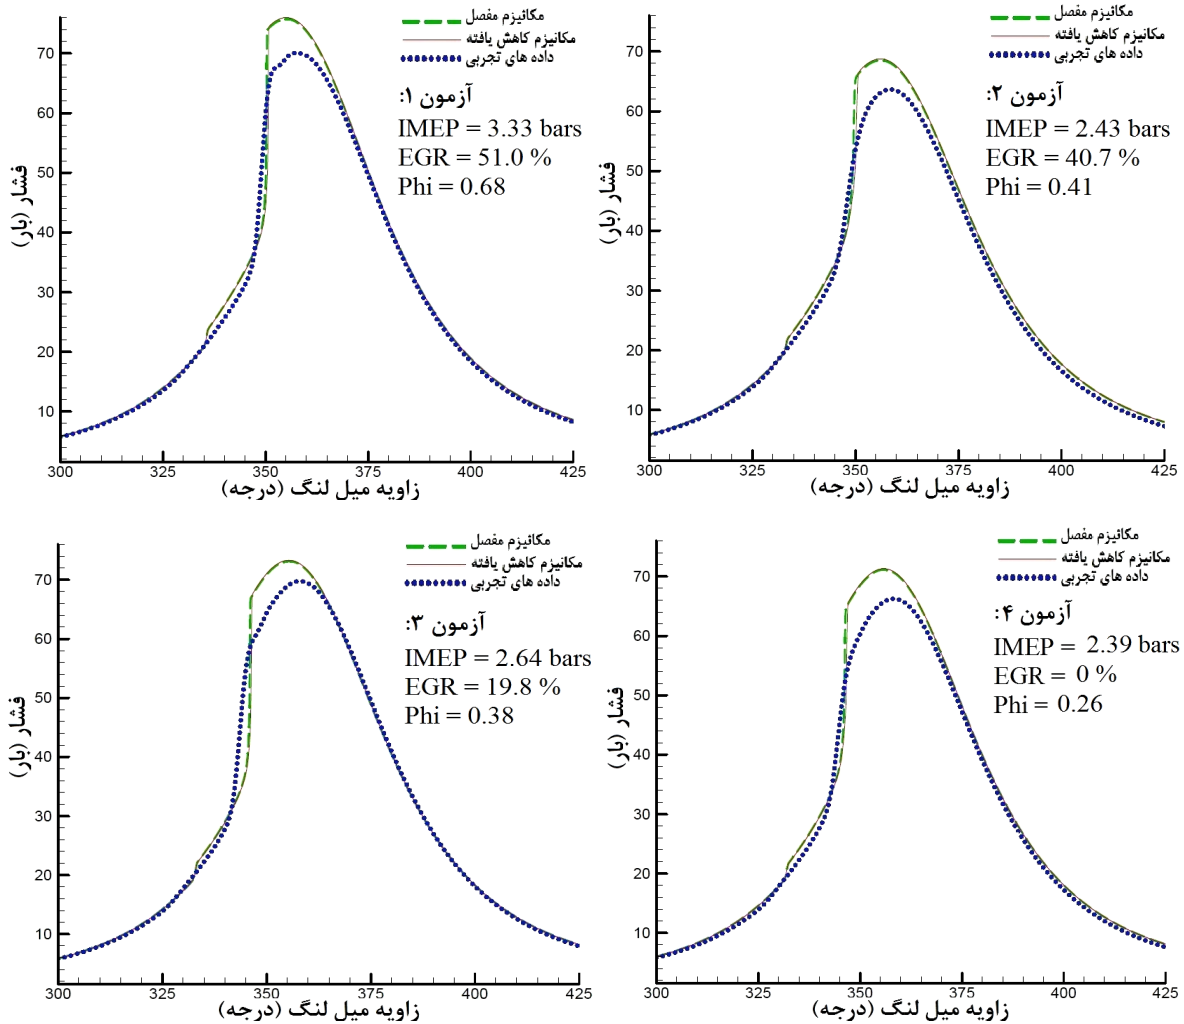 مکانیزم مفصل
مکانیزم کاهش یافته
داده های تجربی
آزمون ۱:
IMEP = 3.33 bars
EGR = 51.0 %
Phi = 0.68
فشار (بار)
70
60
50
40
30
20
10
300 325 350 375 400 425
زاویه میل لنگ (درجه)
مکانیزم مفصل
مکانیزم کاهش یافته
داده های تجربی
آزمون ۲:
IMEP = 2.43 bars
EGR = 40.7 %
Phi = 0.41
فشار (بار)
70
60
50
40
30
20
10
300 325 350 375 400 425
زاویه میل لنگ (درجه)
مکانیزم مفصل
مکانیزم کاهش یافته
داده های تجربی
آزمون ۳:
IMEP = 2.64 bars
EGR = 19.8 %
Phi = 0.38
فشار (بار)
70
60
50
40
30
20
10
300 325 350 375 400 425
زاویه میل لنگ (درجه)
مکانیزم مفصل
مکانیزم کاهش یافته
داده های تجربی
آزمون ۴:
IMEP = 2.39 bars
EGR = 0 %
Phi = 0.26
فشار (بار)
70
60
50
40
30
20
10
300 325 350 375 400 425
زاویه میل لنگ (درجه)